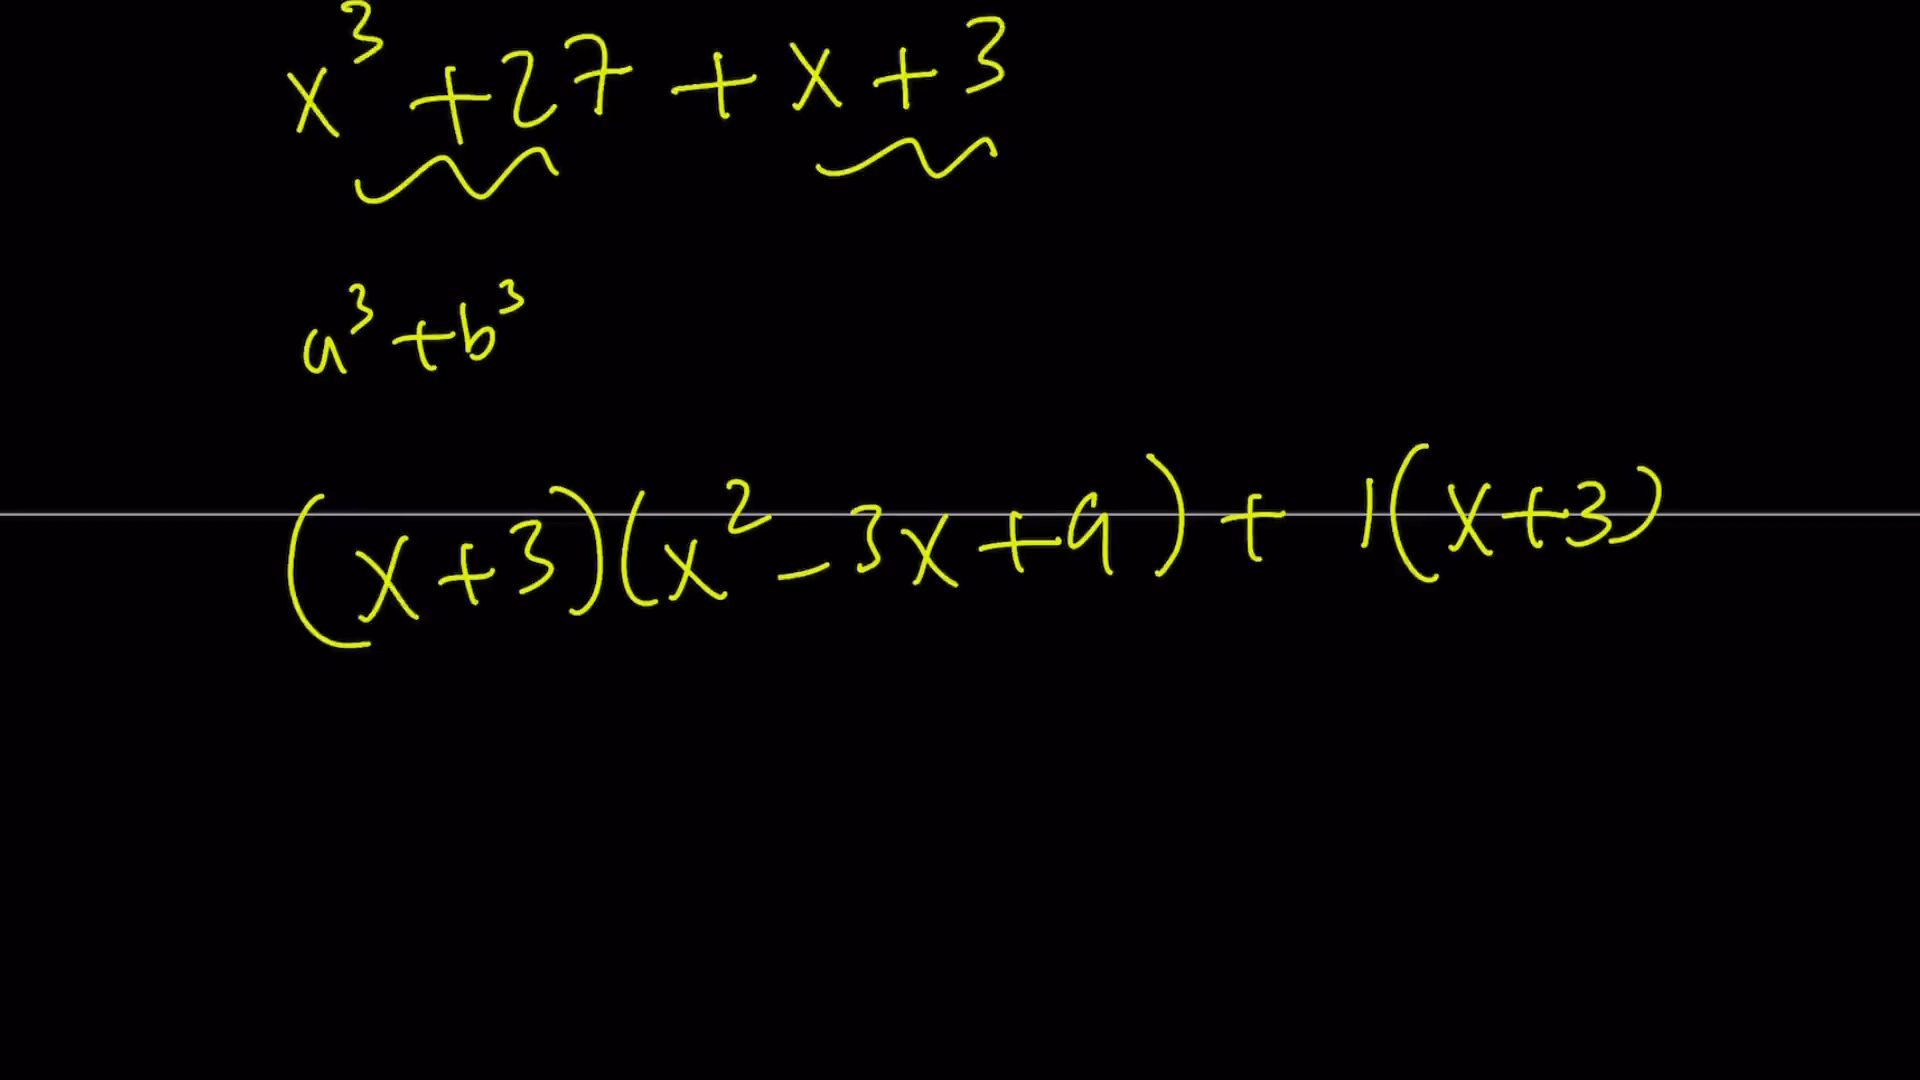 x³ + 27 + x + 3
a³ + b³
(x + 3)(x² - 3x + 9) + 1(x + 3)